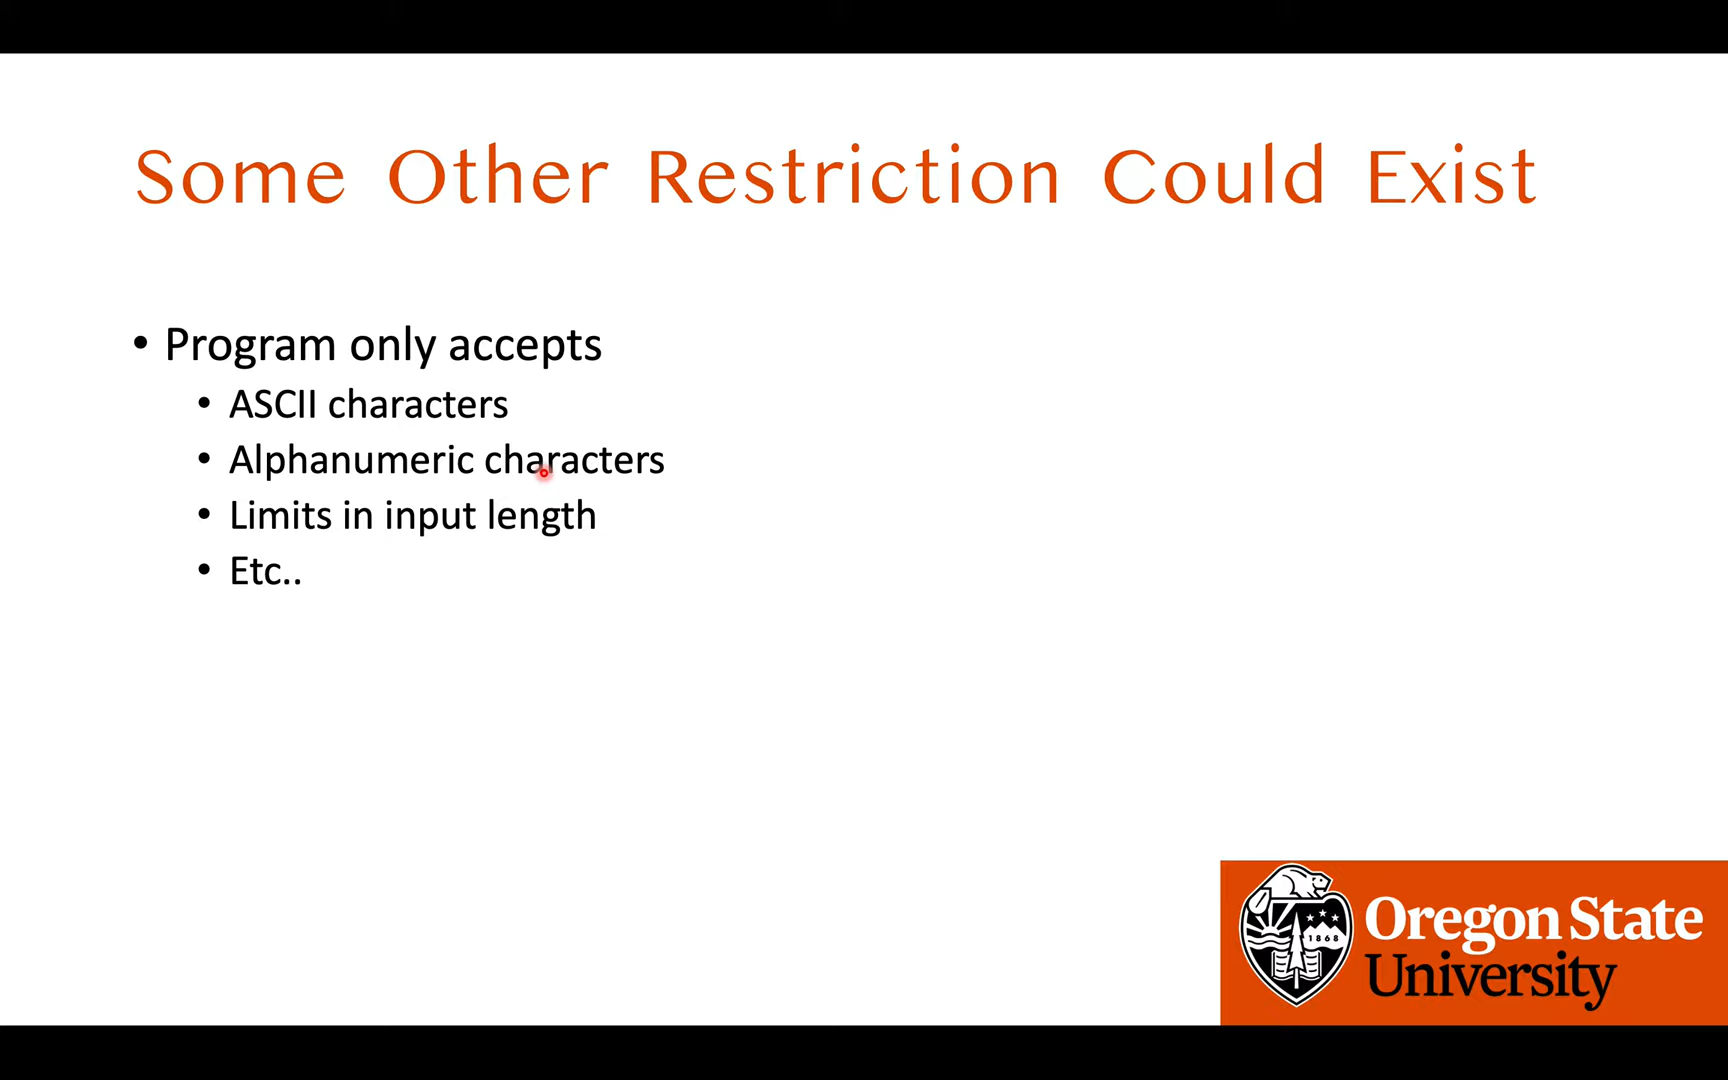 Some Other Restriction Could Exist
• Program only accepts
• ASCII characters
• Alphanumeric characters
• Limits in input length
• Etc..
1868
Oregon State
University